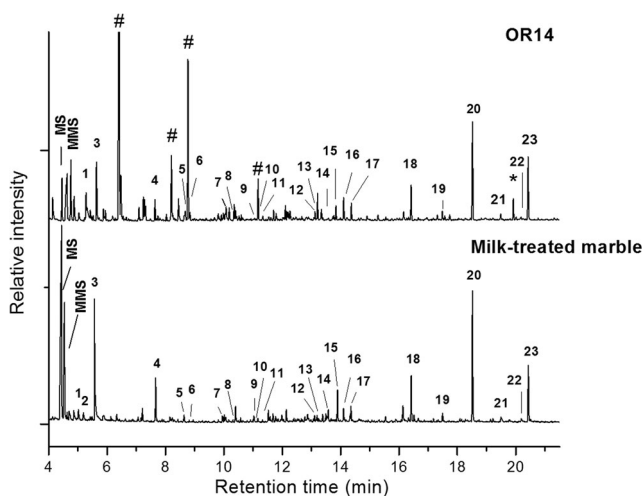 OR14
# # # #
MS MMS 1 3 4 5 6 7 8 9 10 11 12 13 14 15 16 17 18 19 20 21 * 22 23
Milk-treated marble
MS MMS 1 2 3 4 5 6 7 8 9 10 11 12 13 14 15 16 17 18 19 20 21 22 23
Relative intensity
4 6 8 10 12 14 16 18 20
Retention time (min)